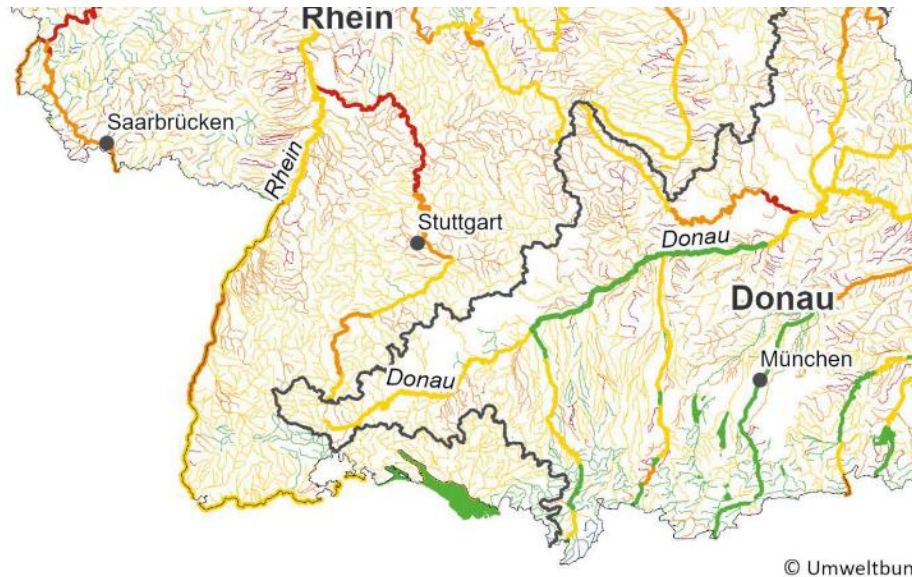 Rhein
Saarbrücken
Rhein
Stuttgart
Donau
Donau
München
Donau
© Umweltbun